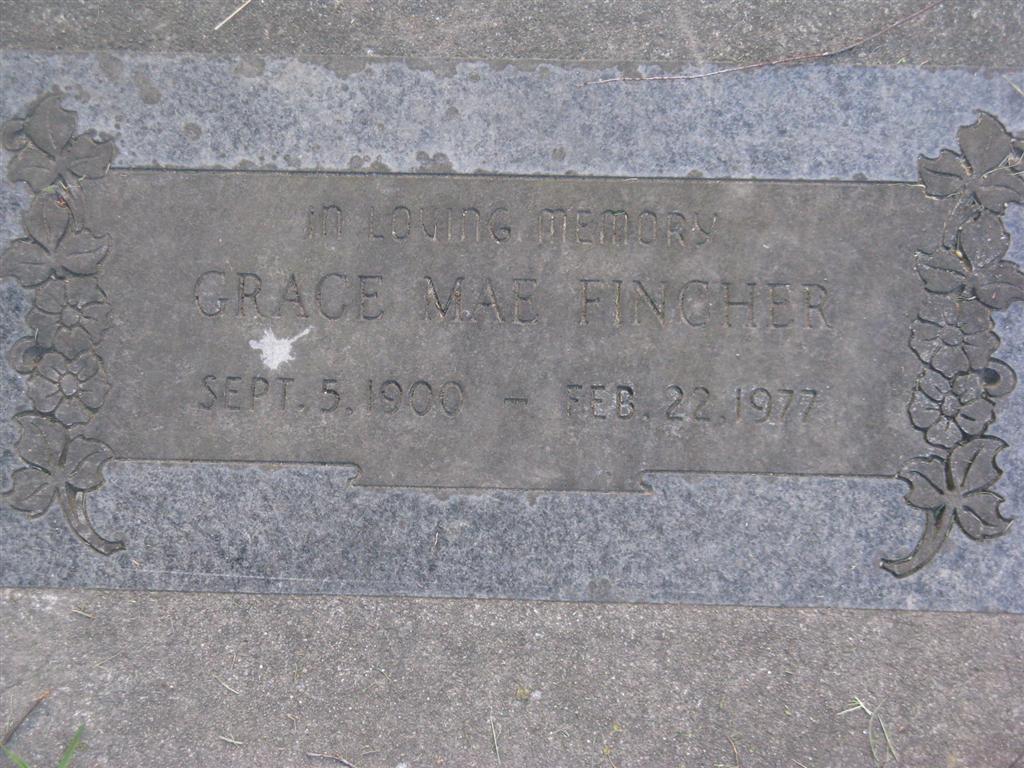 In Loving Memory
GRACE MAE FINCHER
SEPT. 5, 1900 – FEB. 22, 1977